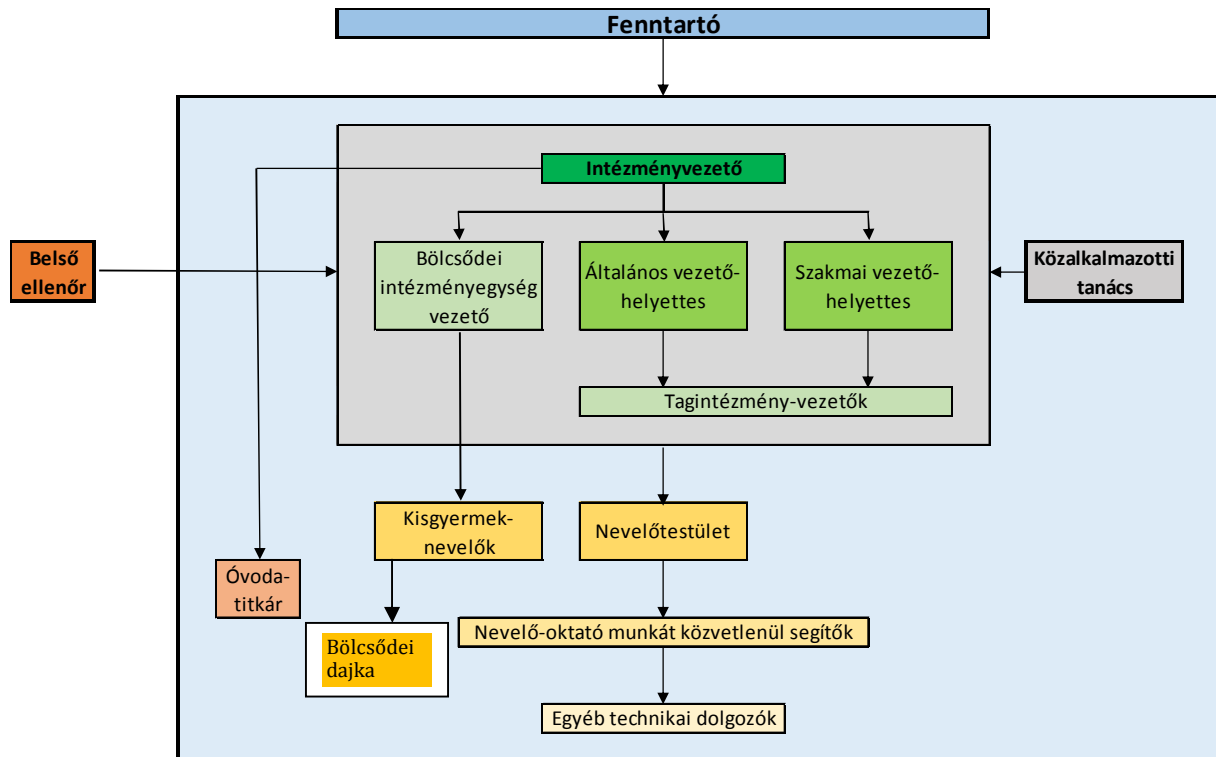 Fenntartó
Intézményvezető
Belső
ellenőr
Bölcsődei
intézményegység
vezető
Általános vezető-
helyettes
Szakmai vezető-
helyettes
Közalkalmazotti
tanács
Tagintézmény-vezetők
Kisgyermek-
nevelők
Nevelőtestület
Óvoda-
titkár
Bölcsődei
dajka
Nevelő-oktató munkát közvetlenül segítők
Egyéb technikai dolgozók